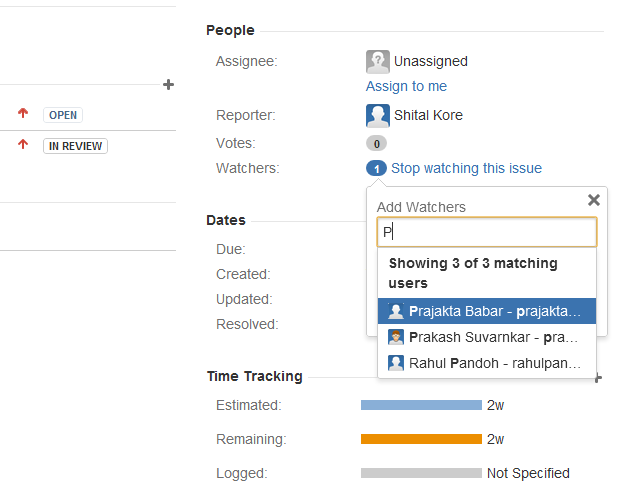 People
Assignee: Unassigned
Assign to me
OPEN
Reporter: Shital Kore
IN REVIEW
Votes: 0
Watchers: 1 Stop watching this issue
Add Watchers
P
Dates
Due:
Created:
Updated:
Resolved:
Showing 3 of 3 matching
users
Prajakta Babar - prajakta...
Prakash Suvarnkar - pra...
Rahul Pandoh - rahulpan...
Time Tracking
Estimated: 2w
Remaining: 2w
Logged: Not Specified